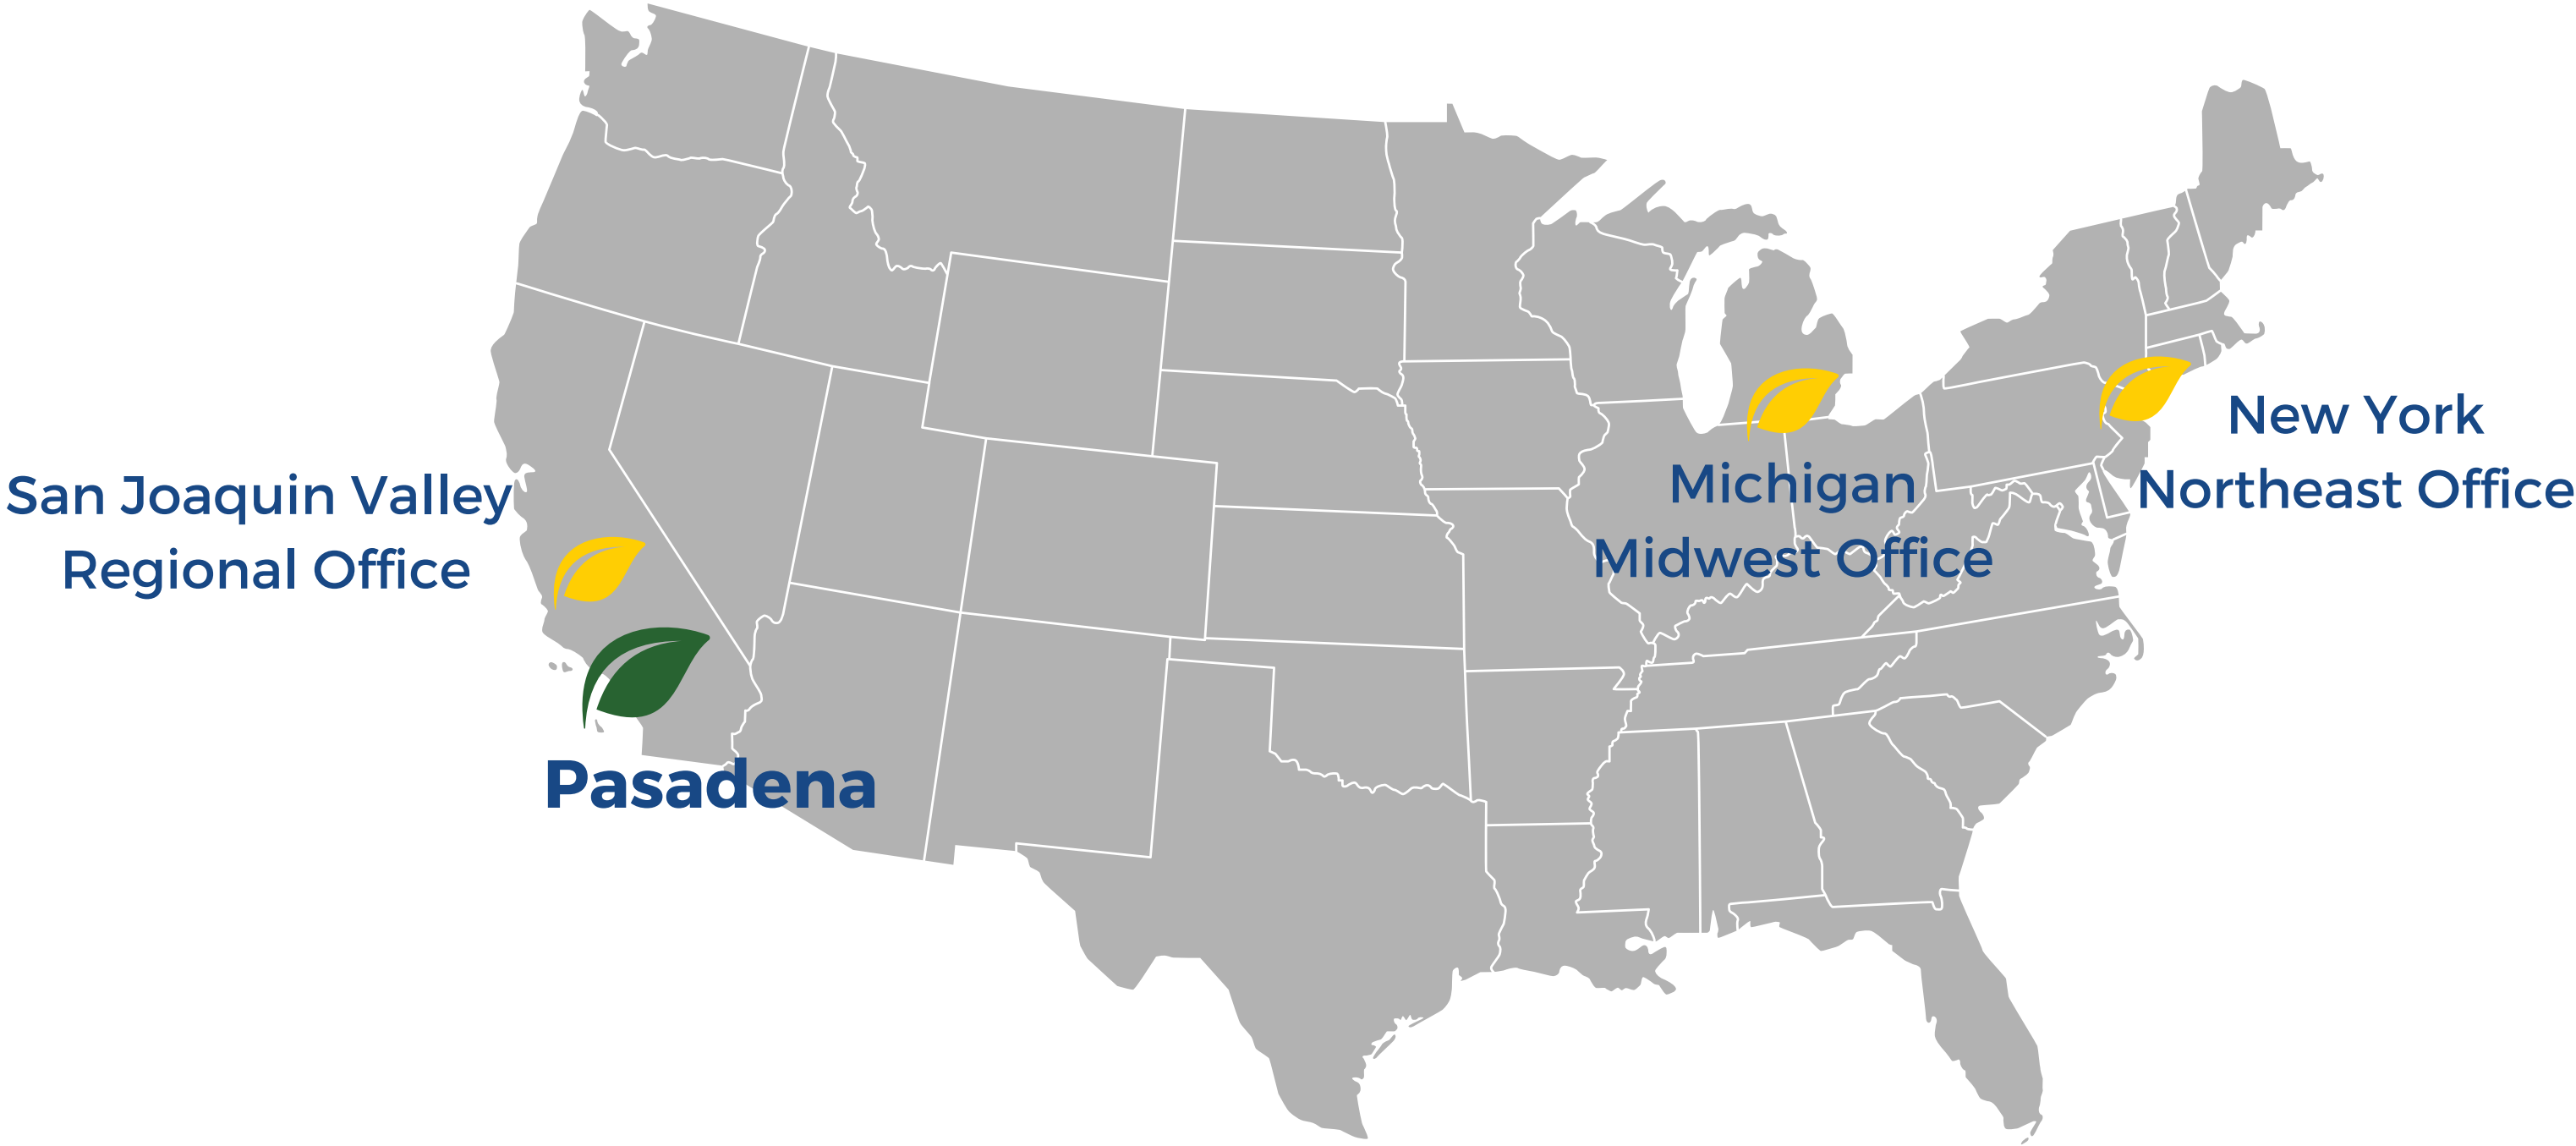 San Joaquin Valley
Regional Office
Pasadena
Michigan
Midwest Office
New York
Northeast Office